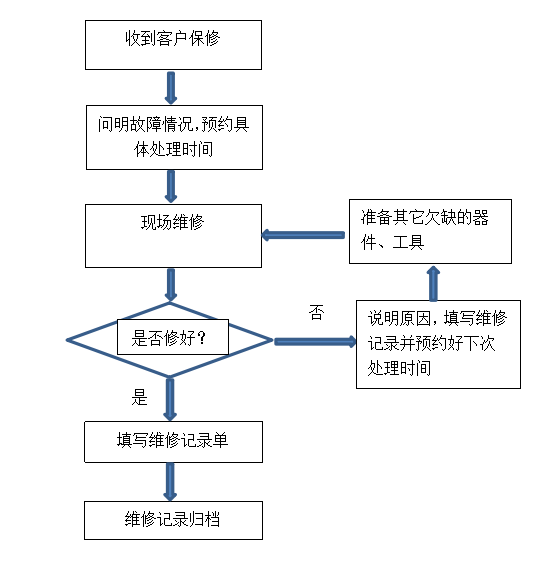 收到客户保修
问明故障情况,预约具
体处理时间
现场维修
准备其它欠缺的器
件、工具
是否修好?
否
说明原因,填写维修
记录并预约好下次
处理时间
是
填写维修记录单
维修记录归档